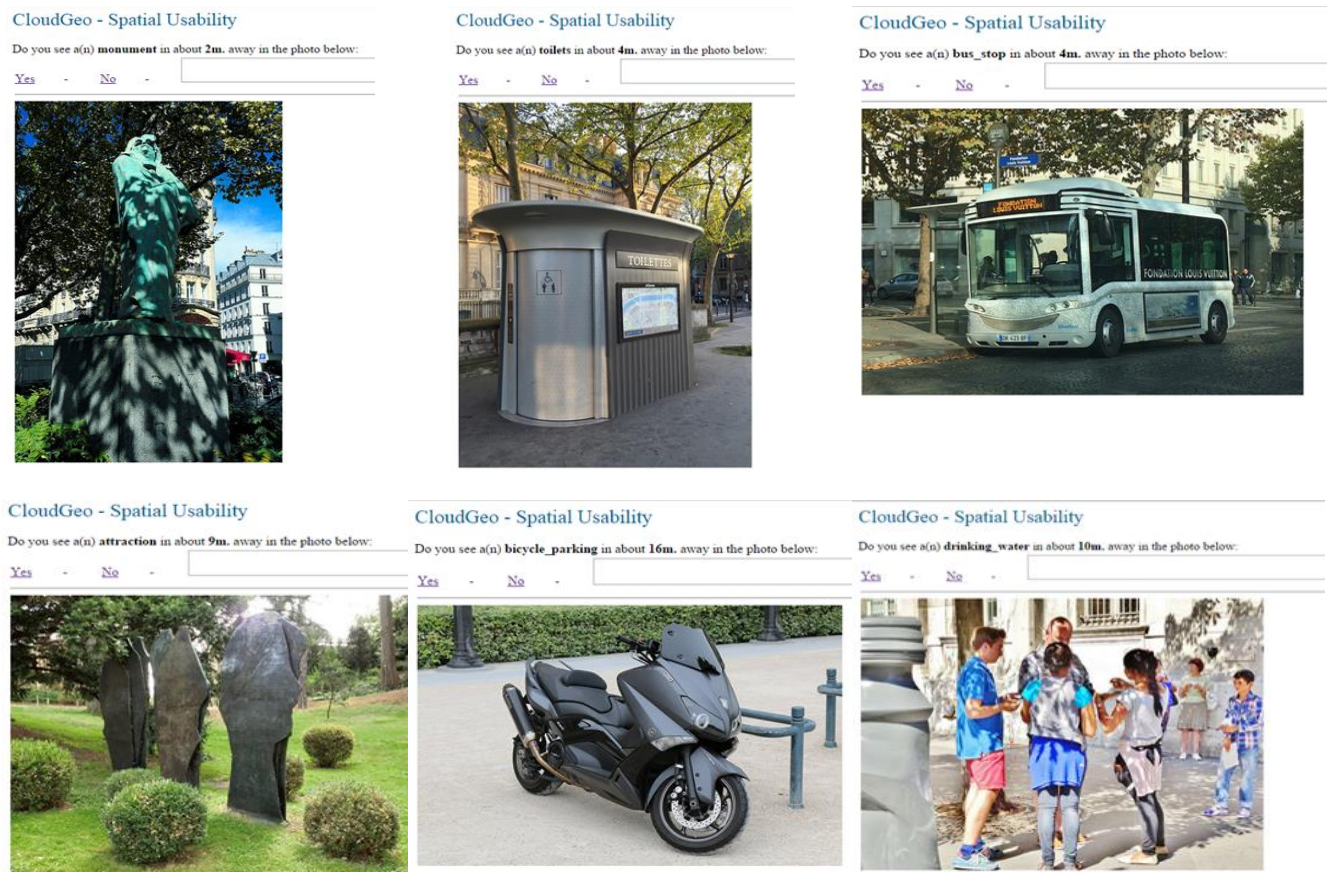 CloudGeo - Spatial Usability
Do you see a(n) monument in about 2m. away in the photo below:
Yes - No -
CloudGeo - Spatial Usability
Do you see a(n) toilets in about 4m. away in the photo below:
Yes - No -
TOILETTES
CloudGeo - Spatial Usability
Do you see a(n) bus_stop in about 4m. away in the photo below:
Yes - No -
Fondation
Louis Vuitton
FONDATION
LOUIS VUITTON
FONDATION LOUIS VUITTON
CloudGeo - Spatial Usability
Do you see a(n) attraction in about 9m. away in the photo below:
Yes - No -
CloudGeo - Spatial Usability
Do you see a(n) bicycle_parking in about 16m. away in the photo below:
Yes - No -
CloudGeo - Spatial Usability
Do you see a(n) drinking_water in about 10m. away in the photo below:
Yes - No -